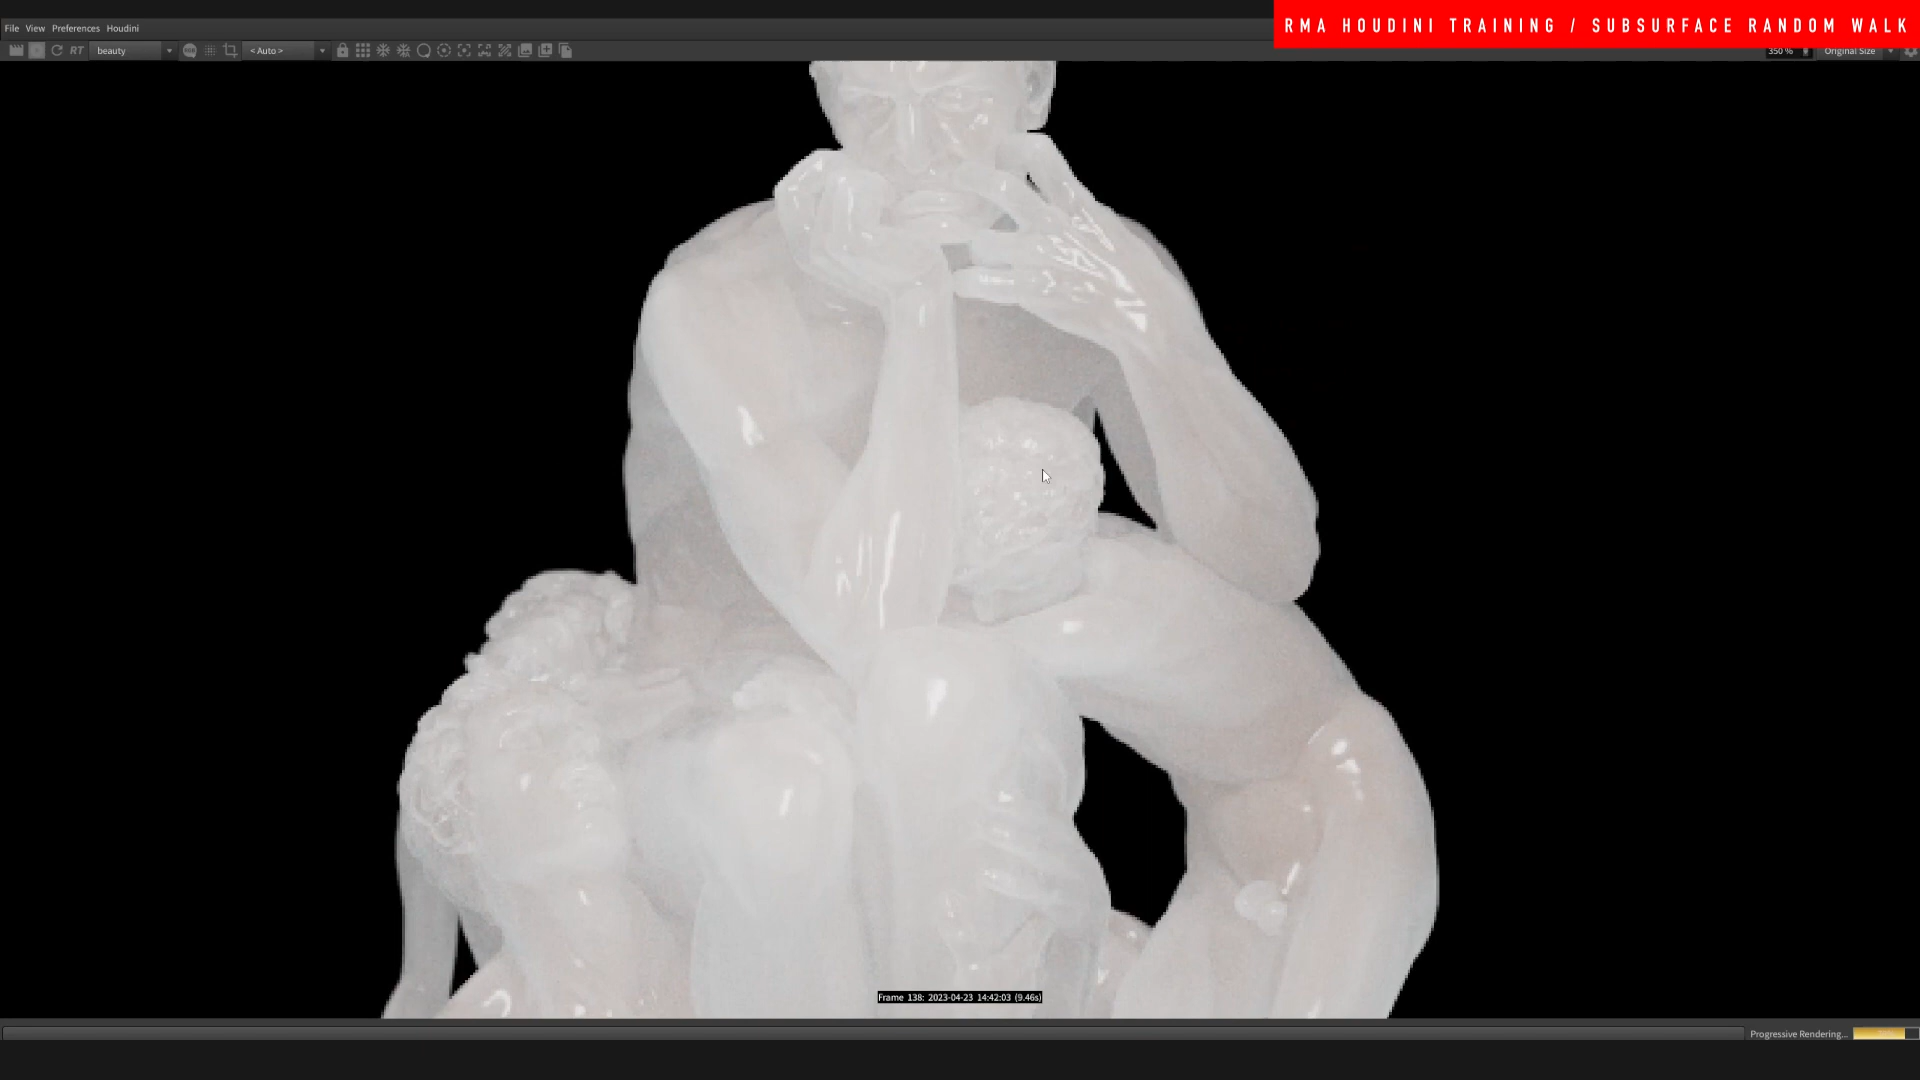 RMA HOUDINI TRAINING / SUBSURFACE RANDOM WALK
File View Preferences Houdini
RT beauty < Auto > 350 % Original Size
Frame 138: 2023-04-23 14:42:03 (9.46s)
Progressive Rendering...